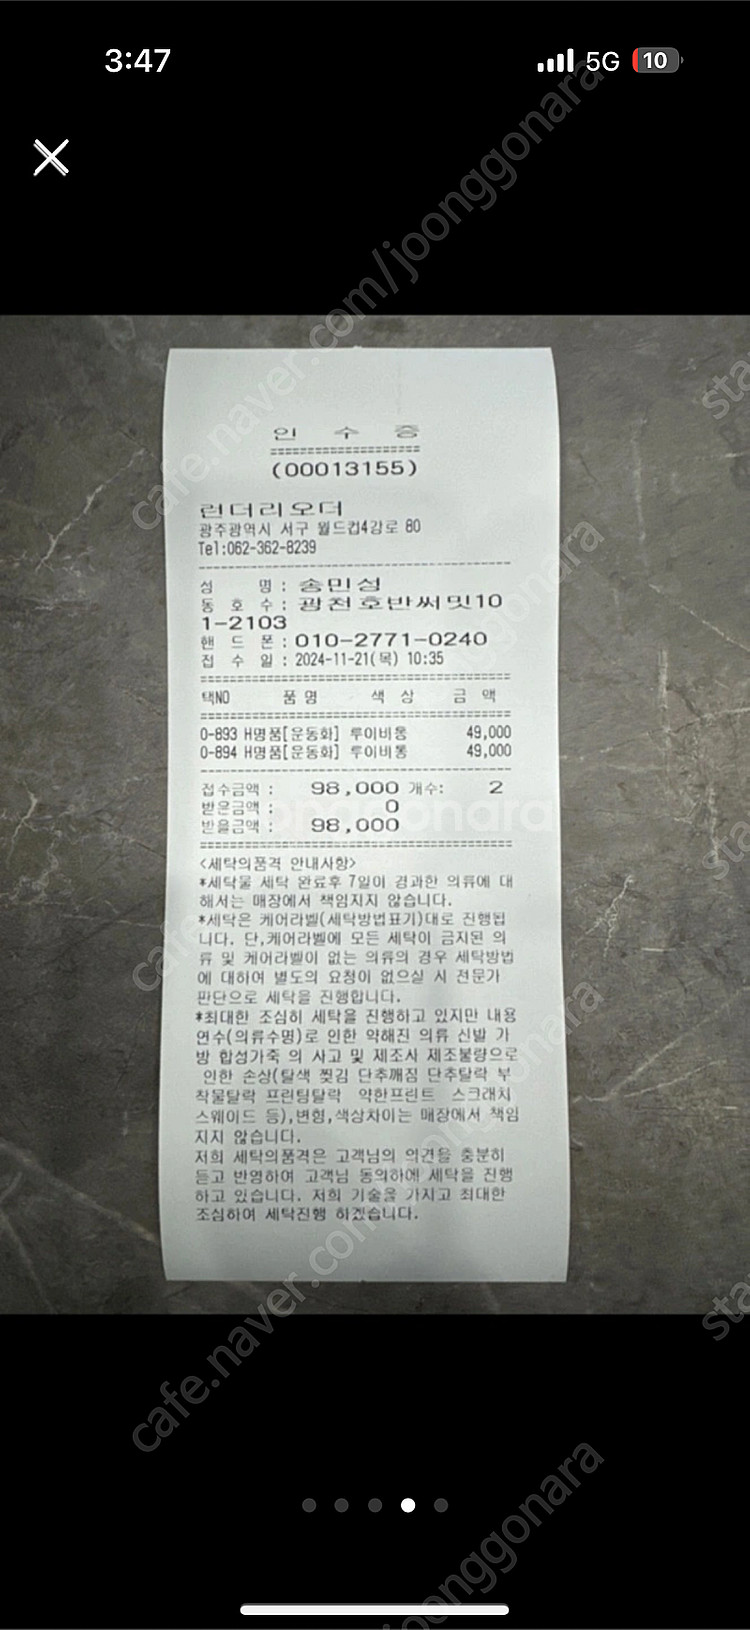 3:47
5G
10
인 수 증
(00013155)
런더리오더
광주광역시 서구 월드컵4강로 80
Tel:062-362-8239
성 명 : 송민성
동 호 수 : 광천호반써밋10
1-2103
핸 드 폰 : 010-2771-0240
접 수 일 : 2024-11-21(목) 10:35
택NO 품명 색상 금액
0-893 H명품[운동화] 루이비통 49,000
0-894 H명품[운동화] 루이비통 49,000
접수금액 : 98,000 개수: 2
받은금액 : 0
받을금액 : 98,000
<세탁의품격 안내사항>
*세탁물 세탁 완료후 7일이 경과한 의류에 대
해서는 매장에서 책임지지 않습니다.
*세탁은 케어라벨(세탁방법표기)대로 진행됩
니다. 단,케어라벨에 모든 세탁이 금지된 의
류 및 케어라벨이 없는 의류의 경우 세탁방법
에 대하여 별도의 요청이 없으실 시 전문가
판단으로 세탁을 진행합니다.
*최대한 조심히 세탁을 진행하고 있지만 내용
연수(의류수명)로 인한 약해진 의류 신발 가
방 합성가죽 의 사고 및 제조사 제조불량으로
인한 손상(탈색 찢김 단추깨짐 단추탈락 부
착물탈락 프린팅탈락 약한프린트 스크래치
스웨이드 등),변형,색상차이는 매장에서 책임
지지 않습니다.
저희 세탁의품격은 고객님의 의견을 충분히
듣고 반영하여 고객님 동의하에 세탁을 진행
하고 있습니다. 저희 기술을 가지고 최대한
조심하여 세탁진행 하겠습니다.
cafe.naver.com/joonggonara
cafe.naver.com/joonggonara
cafe.naver.com/joonggonara
sta
sta
sta